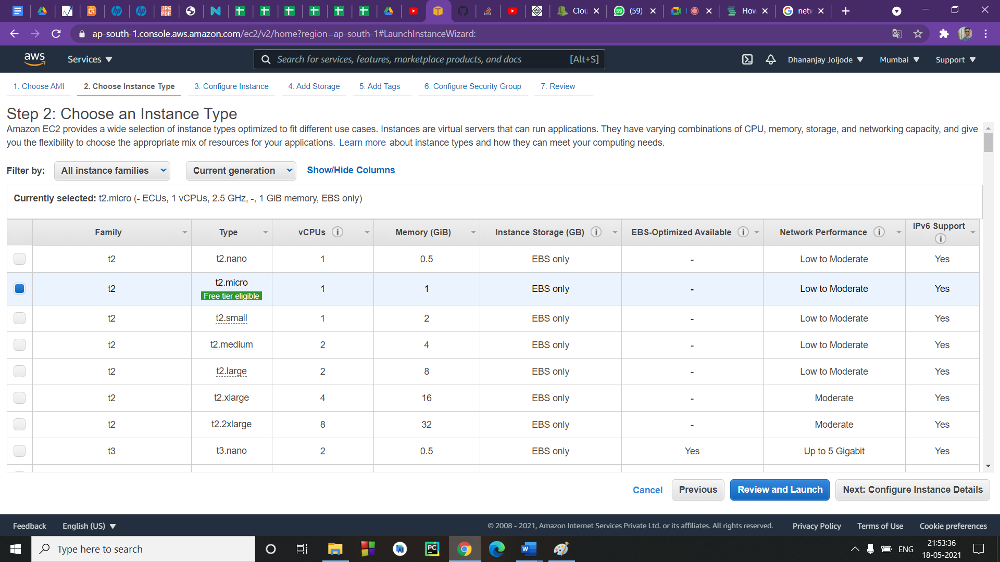 Clou
(59)
How
netw
ap-south-1.console.aws.amazon.com/ec2/v2/home?region=ap-south-1#LaunchInstanceWizard:
aws
Services
Search for services, features, marketplace products, and docs
[Alt+S]
Dhananjay Joijode
Mumbai
Support
1. Choose AMI
2. Choose Instance Type
3. Configure Instance
4. Add Storage
5. Add Tags
6. Configure Security Group
7. Review
Step 2: Choose an Instance Type
Amazon EC2 provides a wide selection of instance types optimized to fit different use cases. Instances are virtual servers that can run applications. They have varying combinations of CPU, memory, storage, and networking capacity, and give
you the flexibility to choose the appropriate mix of resources for your applications. Learn more about instance types and how they can meet your computing needs.
Filter by:
All instance families
Current generation
Show/Hide Columns
Currently selected: t2.micro (- ECUs, 1 vCPUs, 2.5 GHz, -, 1 GiB memory, EBS only)
Family Type vCPUs Memory (GiB) Instance Storage (GB) EBS-Optimized Available Network Performance IPv6 Support
t2 t2.nano 1 0.5 EBS only - Low to Moderate Yes
t2 t2.micro 1 1 EBS only - Low to Moderate Yes
Free tier eligible
t2 t2.small 1 2 EBS only - Low to Moderate Yes
t2 t2.medium 2 4 EBS only - Low to Moderate Yes
t2 t2.large 2 8 EBS only - Low to Moderate Yes
t2 t2.xlarge 4 16 EBS only - Moderate Yes
t2 t2.2xlarge 8 32 EBS only - Moderate Yes
t3 t3.nano 2 0.5 EBS only Yes Up to 5 Gigabit Yes
Cancel
Previous
Review and Launch
Next: Configure Instance Details
Feedback
English (US)
© 2008 - 2021, Amazon Internet Services Private Ltd. or its affiliates. All rights reserved.
Privacy Policy
Terms of Use
Cookie preferences
Type here to search
ENG
21:53:36
18-05-2021